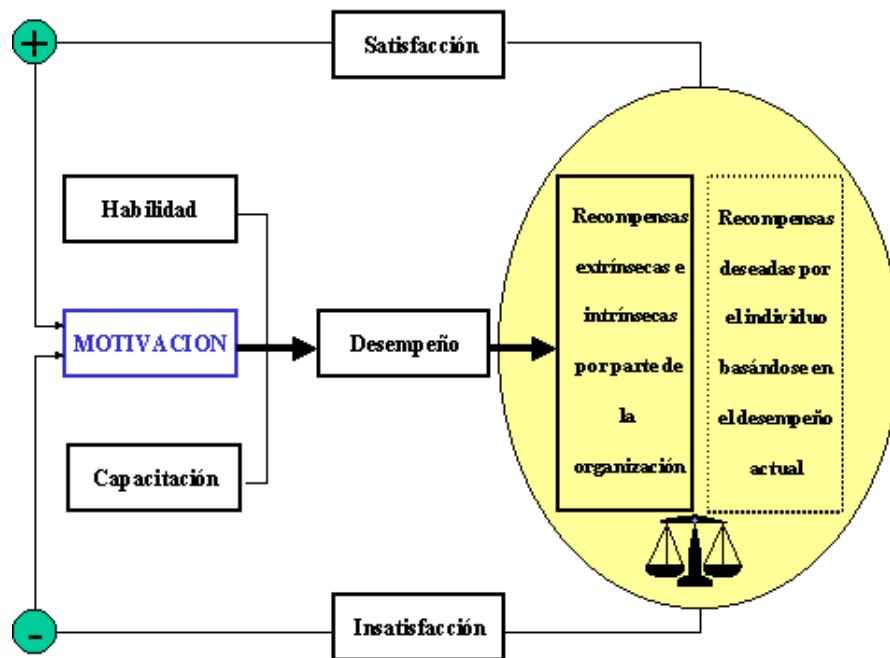 +
Satisfacción
Habilidad
MOTIVACION
Capacitación
Desempeño
Recompensas
extrínsecas e
intrínsecas
por parte de
la
organización
Recompensas
deseadas por
el individuo
basándose en
el desempeño
actual
-
Insatisfacción